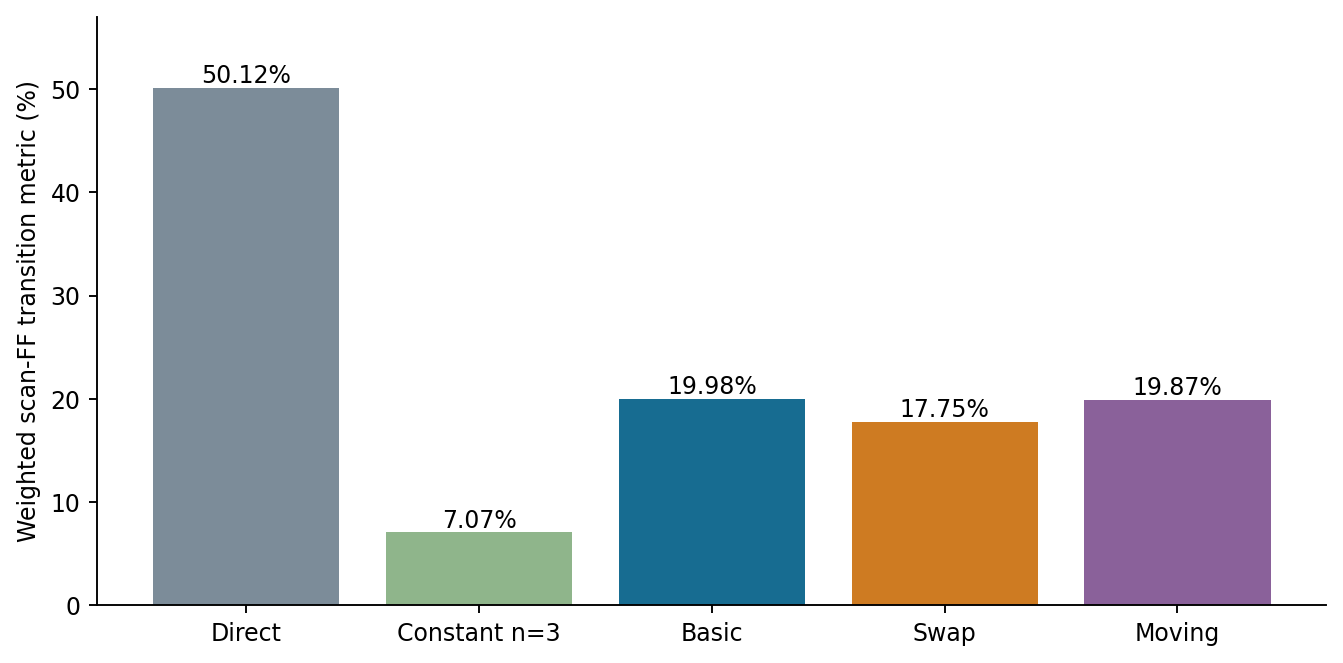 Weighted scan-FF transition metric (%)
50
40
30
20
10
0
50.12%
7.07%
19.98%
17.75%
19.87%
Direct
Constant n=3
Basic
Swap
Moving